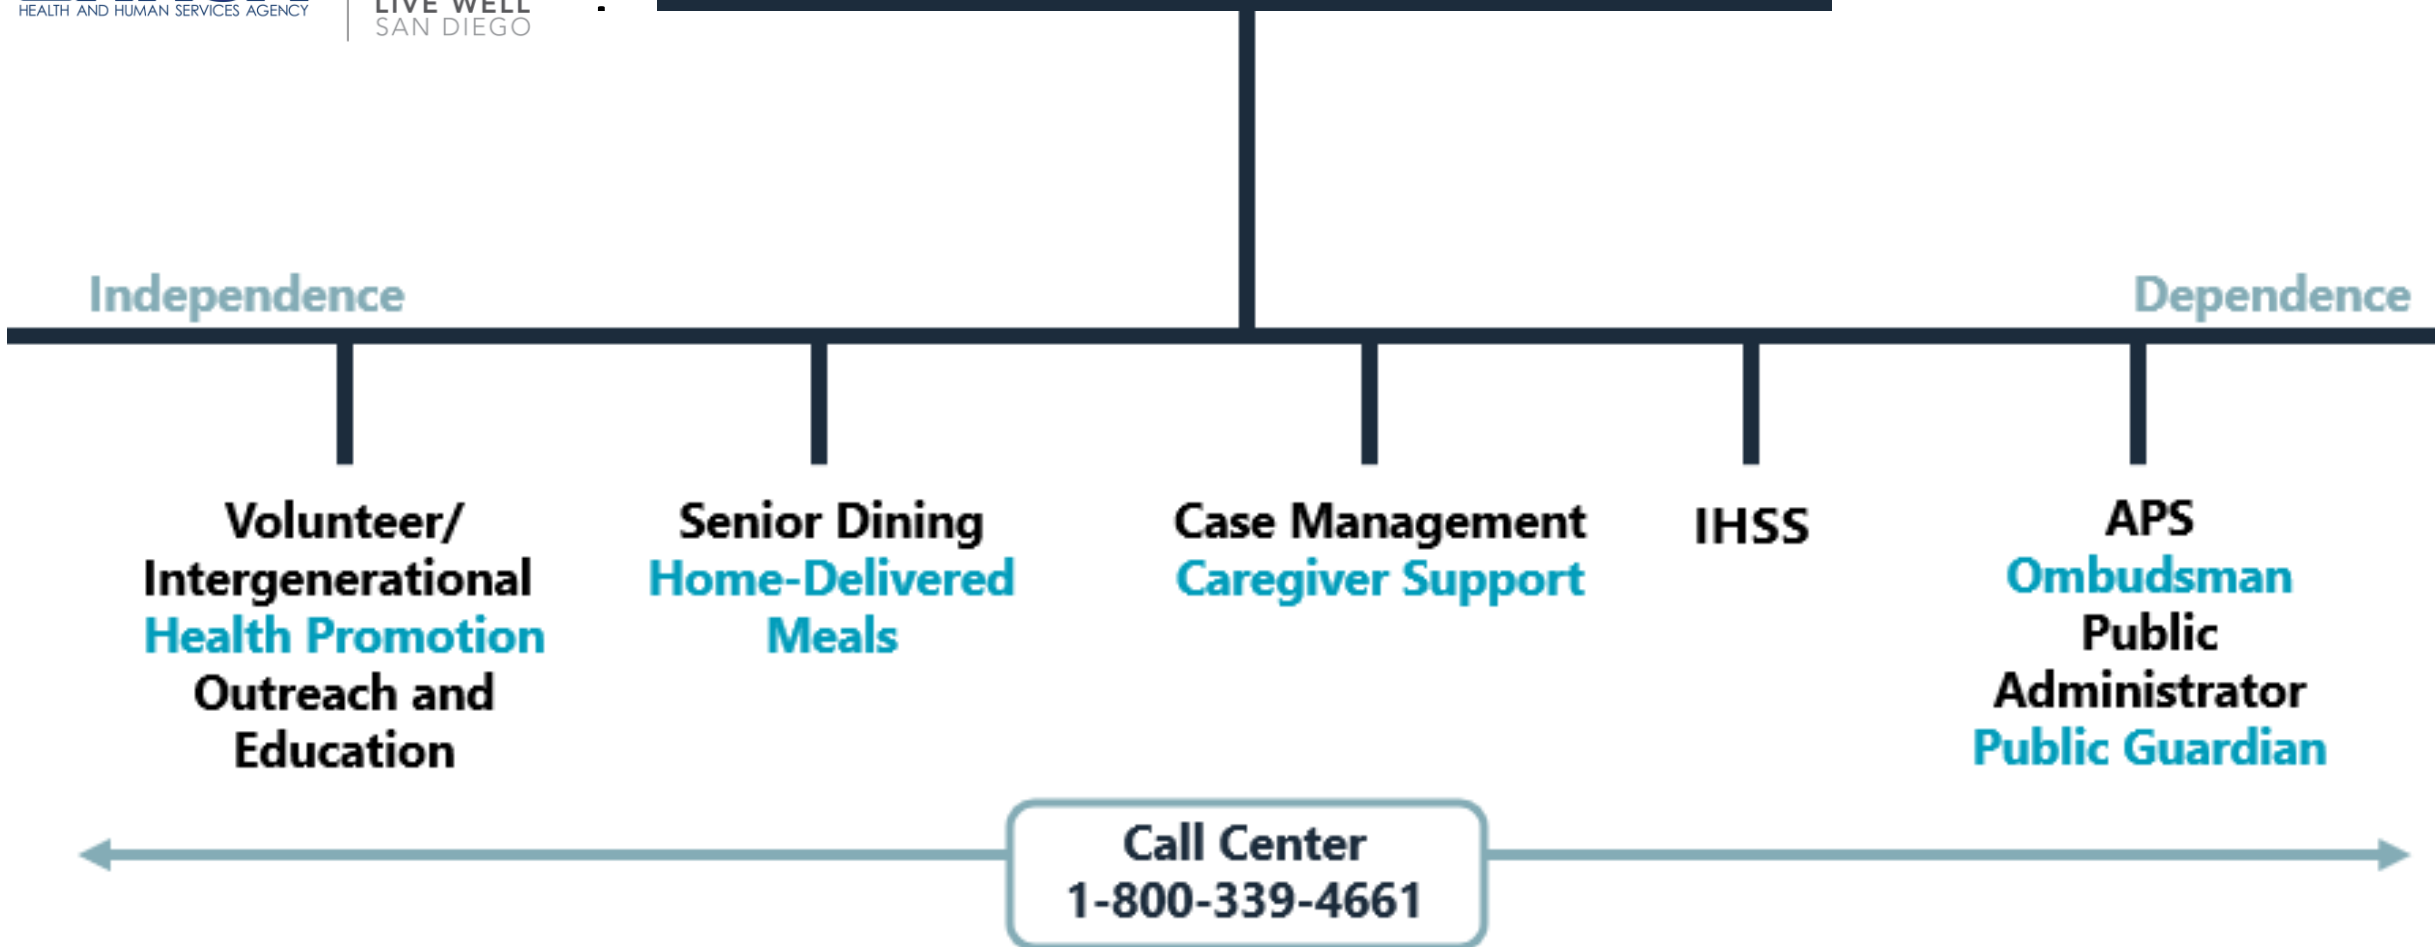 HEALTH AND HUMAN SERVICES AGENCY
LIVE WELL
SAN DIEGO
Independence
Dependence
Volunteer/
Intergenerational
Health Promotion
Outreach and
Education
Senior Dining
Home-Delivered
Meals
Case Management
Caregiver Support
IHSS
APS
Ombudsman
Public
Administrator
Public Guardian
Call Center
1-800-339-4661